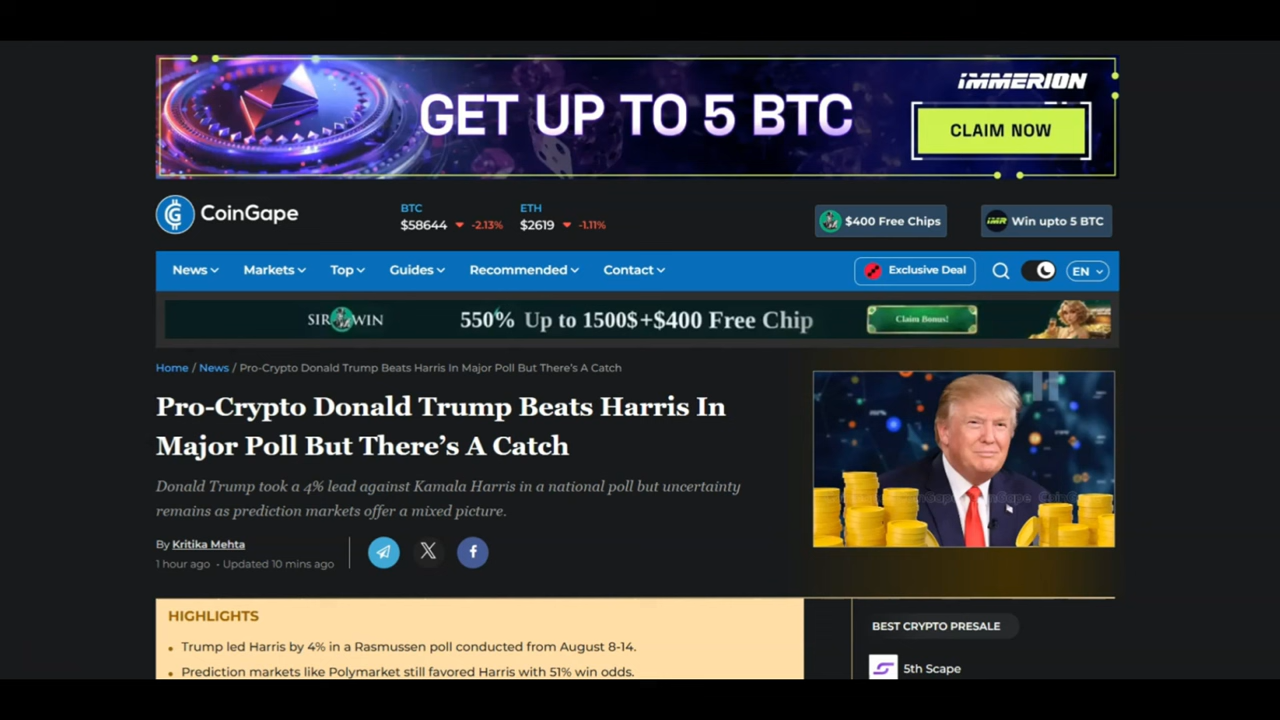 IMMERION
GET UP TO 5 BTC
CLAIM NOW
CoinGape
BTC
$58644 -2.13%
ETH
$2619 -1.11%
$400 Free Chips
IMR
Win upto 5 BTC
News
Markets
Top
Guides
Recommended
Contact
Exclusive Deal
EN
SIR WIN
550% Up to 1500$+$400 Free Chip
Claim Bonus!
Home / News / Pro-Crypto Donald Trump Beats Harris In Major Poll But There's A Catch
Pro-Crypto Donald Trump Beats Harris In
Major Poll But There's A Catch
Donald Trump took a 4% lead against Kamala Harris in a national poll but uncertainty
remains as prediction markets offer a mixed picture.
By Kritika Mehta
1 hour ago • Updated 10 mins ago
HIGHLIGHTS
Trump led Harris by 4% in a Rasmussen poll conducted from August 8-14.
Prediction markets like Polymarket still favored Harris with 51% win odds.
BEST CRYPTO PRESALE
5th Scape